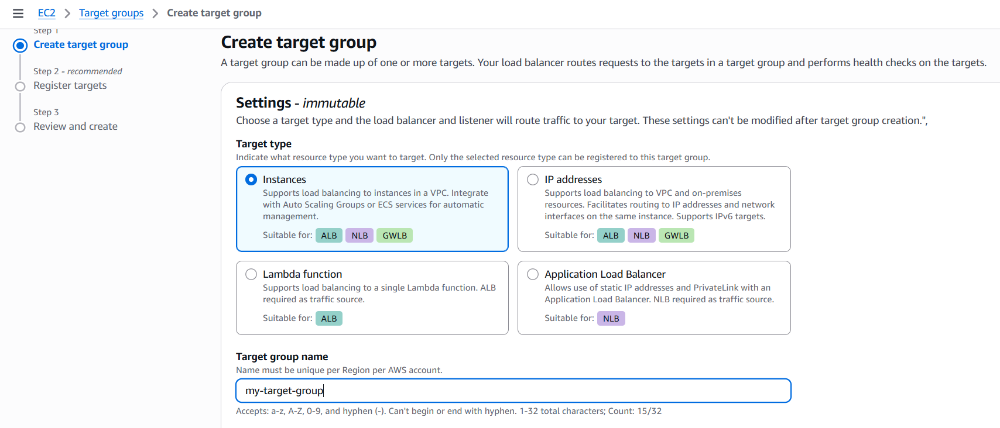 EC2 > Target groups > Create target group
Step 1
Create target group
Step 2 - recommended
Register targets
Step 3
Review and create
Create target group
A target group can be made up of one or more targets. Your load balancer routes requests to the targets in a target group and performs health checks on the targets.
Settings - immutable
Choose a target type and the load balancer and listener will route traffic to your target. These settings can't be modified after target group creation.",
Target type
Indicate what resource type you want to target. Only the selected resource type can be registered to this target group.
Instances
Supports load balancing to instances in a VPC. Integrate
with Auto Scaling Groups or ECS services for automatic
management.
Suitable for: ALB NLB GWLB
IP addresses
Supports load balancing to VPC and on-premises
resources. Facilitates routing to IP addresses and network
interfaces on the same instance. Supports IPv6 targets.
Suitable for: ALB NLB GWLB
Lambda function
Supports load balancing to a single Lambda function. ALB
required as traffic source.
Suitable for: ALB
Application Load Balancer
Allows use of static IP addresses and PrivateLink with an
Application Load Balancer. NLB required as traffic source.
Suitable for: NLB
Target group name
Name must be unique per Region per AWS account.
my-target-group
Accepts: a-z, A-Z, 0-9, and hyphen (-). Can't begin or end with hyphen. 1-32 total characters; Count: 15/32